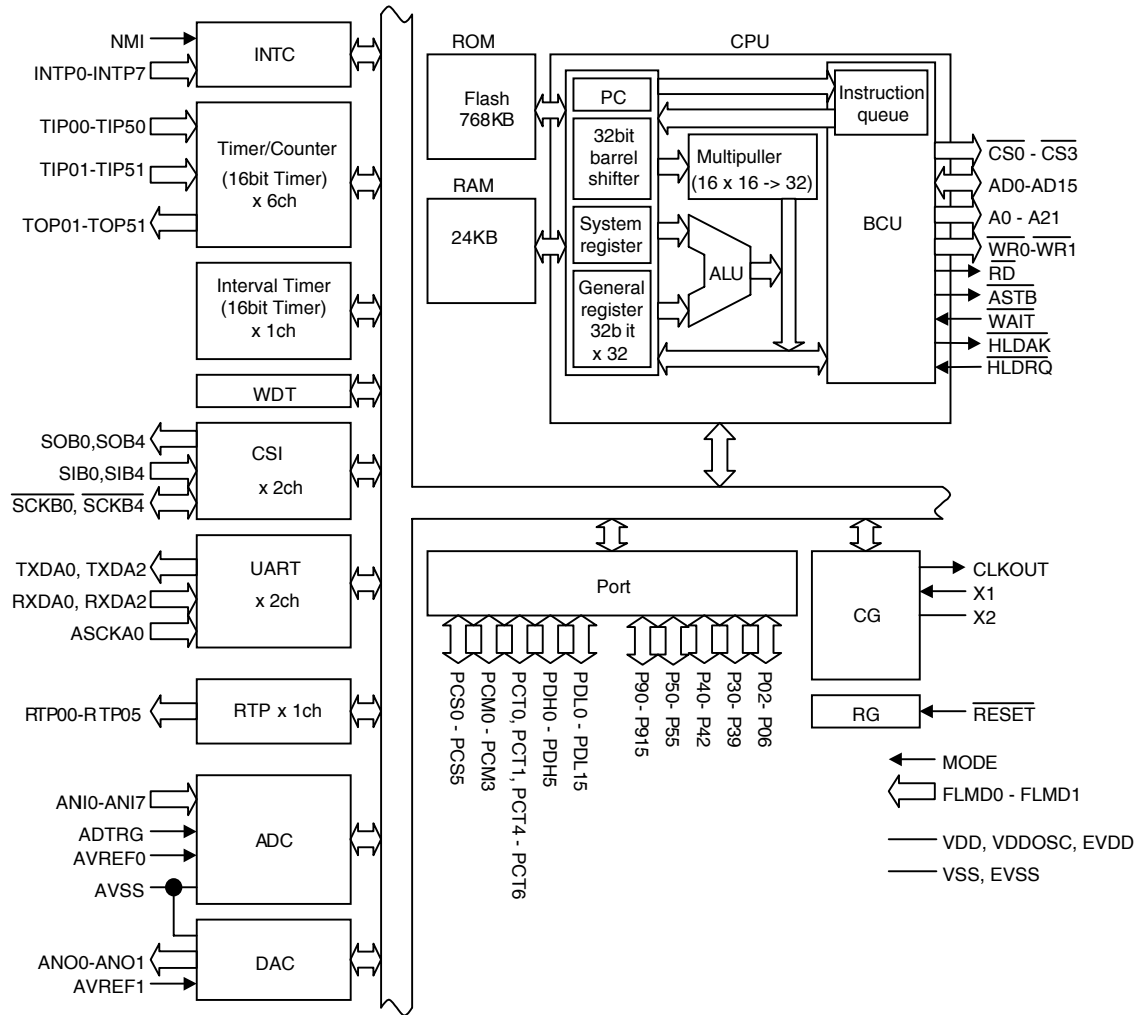 NMI
INTP0-INTP7
INTC
TIP00-TIP50
TIP01-TIP51
TOP01-TOP51
Timer/Counter
(16bit Timer)
x 6ch
Interval Timer
(16bit Timer)
x 1ch
WDT
SOB0,SOB4
SIB0,SIB4
SCKB0, SCKB4
CSI
x 2ch
TXDA0, TXDA2
RXDA0, RXDA2
ASCKA0
UART
x 2ch
RTP00-RTP05
RTP x 1ch
ANI0-ANI7
ADTRG
AVREF0
AVSS
ADC
ANO0-ANO1
AVREF1
DAC
ROM
Flash
768KB
RAM
24KB
CPU
PC
32bit
barrel
shifter
System
register
General
register
32b it
x 32
Multipuller
(16 x 16 -> 32)
ALU
Instruction
queue
BCU
CS0 - CS3
AD0-AD15
A0 - A21
WR0-WR1
RD
ASTB
WAIT
HLDAK
HLDRQ
Port
PCS0 - PCS5
PCM0 - PCM3
PCT0, PCT1, PCT4 - PCT6
PDH0 - PDH5
PDL0 - PDL15
P90- P915
P50- P55
P40- P42
P30- P39
P02- P06
CG
CLKOUT
X1
X2
RG
RESET
MODE
FLMD0 - FLMD1
VDD, VDDOSC, EVDD
VSS, EVSS